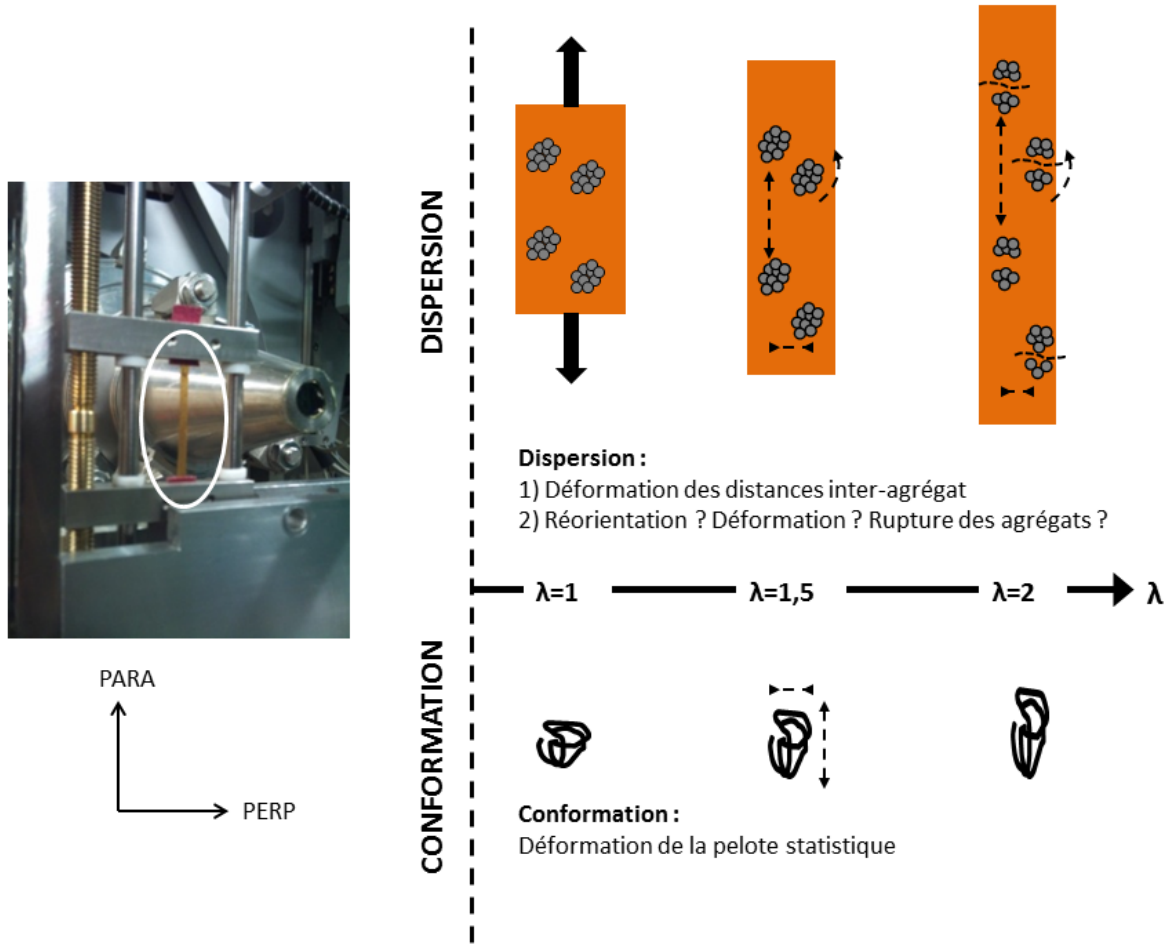 DISPERSION
Dispersion :
1) Déformation des distances inter-agrégat
2) Réorientation ? Déformation ? Rupture des agrégats ?
λ=1
λ=1,5
λ=2
λ
PARA
PERP
CONFORMATION
Conformation :
Déformation de la pelote statistique